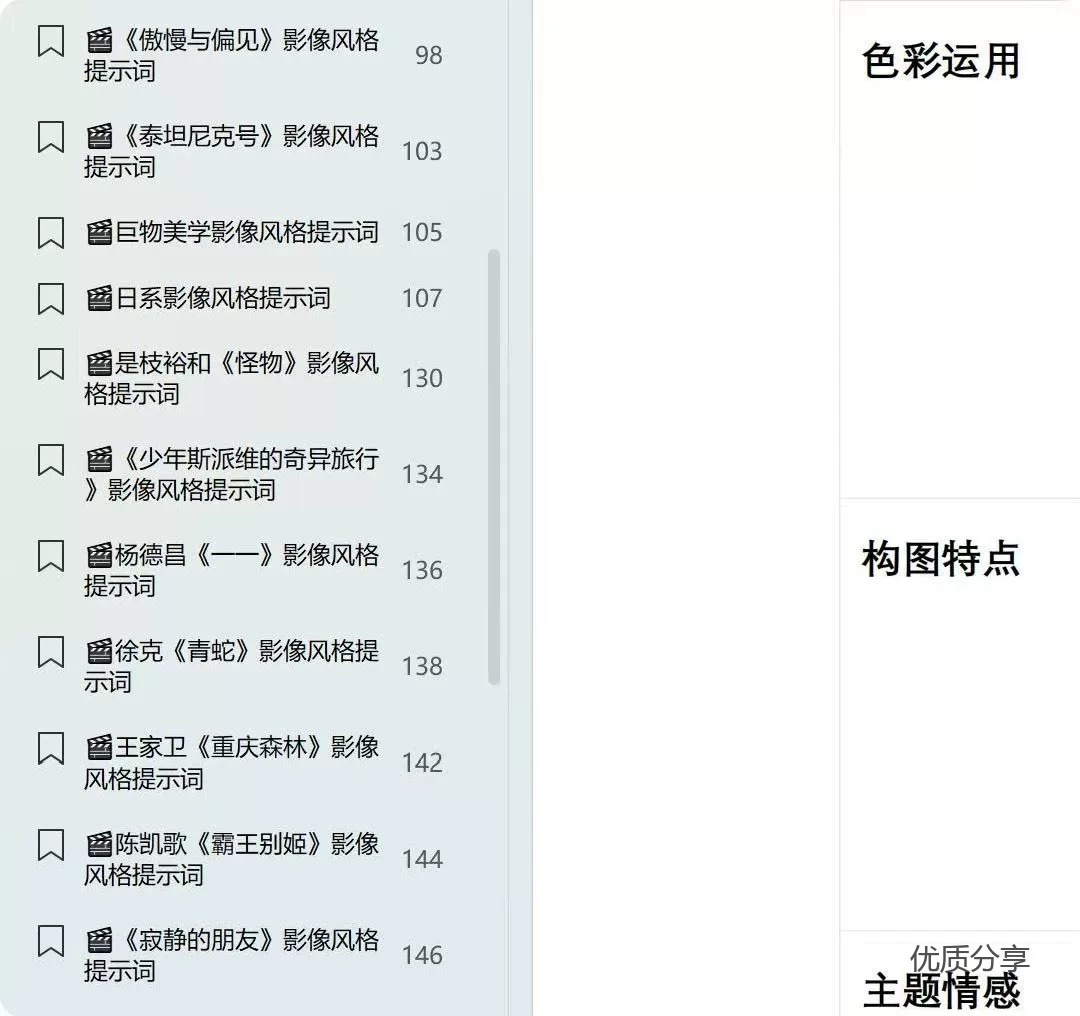 🎬《傲慢与偏见》影像风格
提示词
98
🎬《泰坦尼克号》影像风格
提示词
103
🎬巨物美学影像风格提示词
105
🎬日系影像风格提示词
107
🎬是枝裕和《怪物》影像风
格提示词
130
🎬《少年斯派维的奇异旅行
》影像风格提示词
134
🎬杨德昌《一一》影像风格
提示词
136
🎬徐克《青蛇》影像风格提
示词
138
🎬王家卫《重庆森林》影像
风格提示词
142
🎬陈凯歌《霸王别姬》影像
风格提示词
144
🎬《寂静的朋友》影像风格
提示词
146
色彩运用
构图特点
优质分享
主题情感